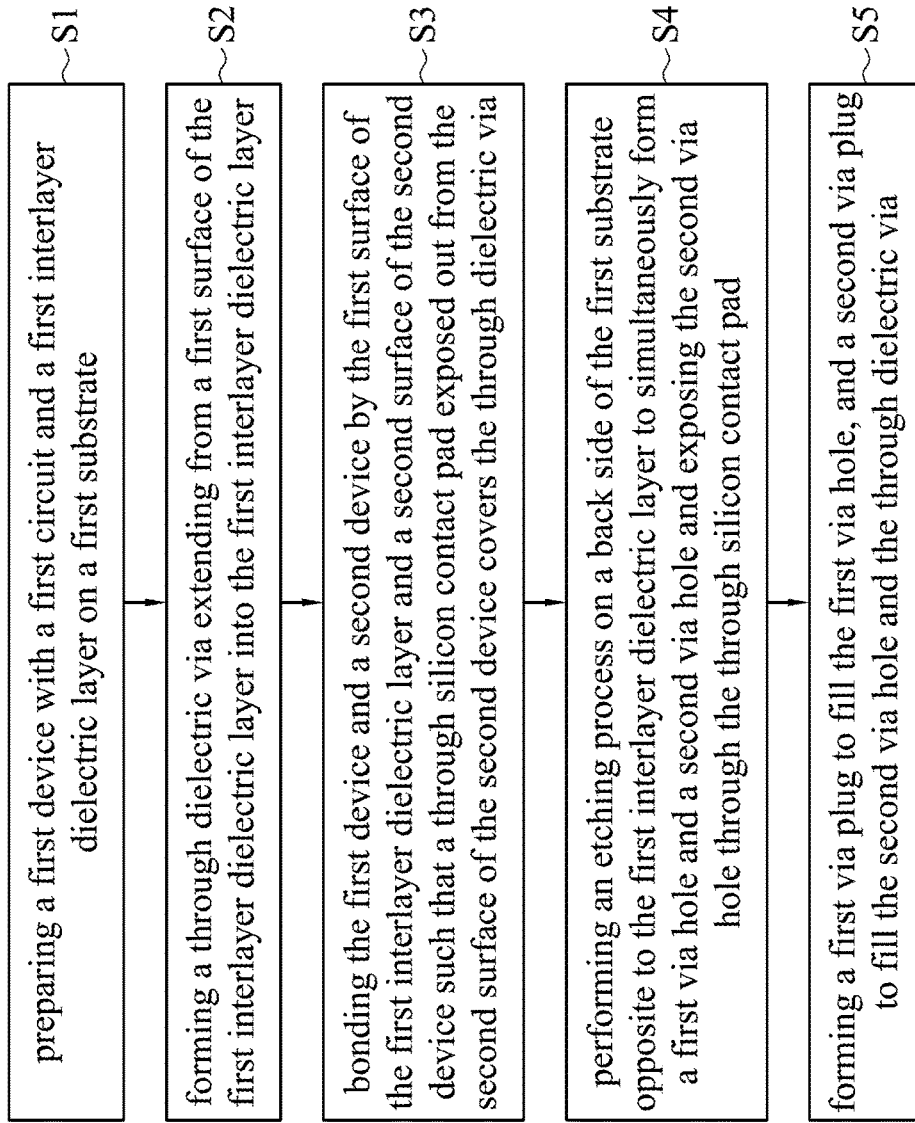 preparing a first device with a first circuit and a first interlayer
dielectric layer on a first substrate
~S1
forming a through dielectric via extending from a first surface of the
first interlayer dielectric layer into the first interlayer dielectric layer
~S2
bonding the first device and a second device by the first surface of
the first interlayer dielectric layer and a second surface of the second
device such that a through silicon contact pad exposed out from the
second surface of the second device covers the through dielectric via
~S3
performing an etching process on a back side of the first substrate
opposite to the first interlayer dielectric layer to simultaneously form
a first via hole and a second via hole and exposing the second via
hole through the through silicon contact pad
~S4
forming a first via plug to fill the first via hole, and a second via plug
to fill the second via hole and the through dielectric via
~S5